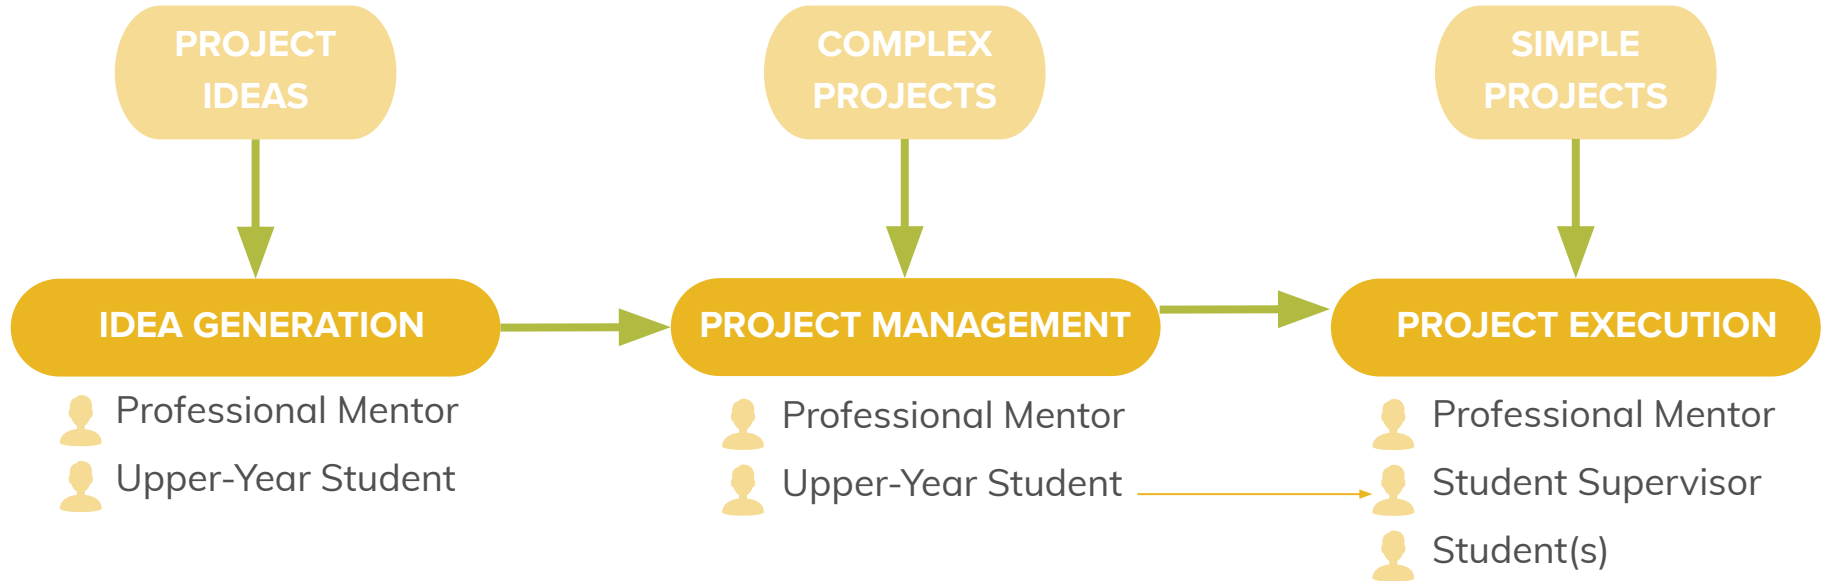 PROJECT
IDEAS
COMPLEX
PROJECTS
SIMPLE
PROJECTS
IDEA GENERATION
PROJECT MANAGEMENT
PROJECT EXECUTION
Professional Mentor
Upper-Year Student
Professional Mentor
Upper-Year Student
Professional Mentor
Student Supervisor
Student(s)